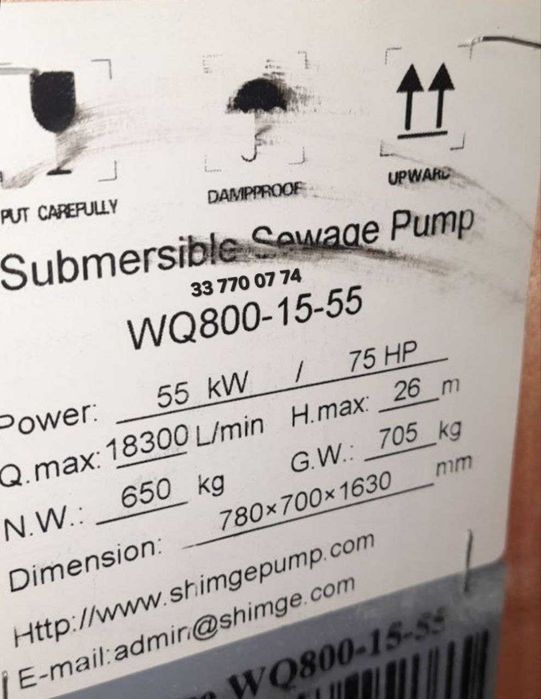 PUT CAREFULLY
DAMPPROOF
UPWARD
Submersible Sewage Pump
33 770 07 74
WQ800-15-55
Power: 55 kW / 75 HP
Q.max: 18300 L/min H.max: 26 m
N.W.: 650 kg G.W.: 705 kg
Dimension: 780×700×1630 mm
Http://www.shimgepump.com
E-mail:admin@shimge.com
WQ800-15-55